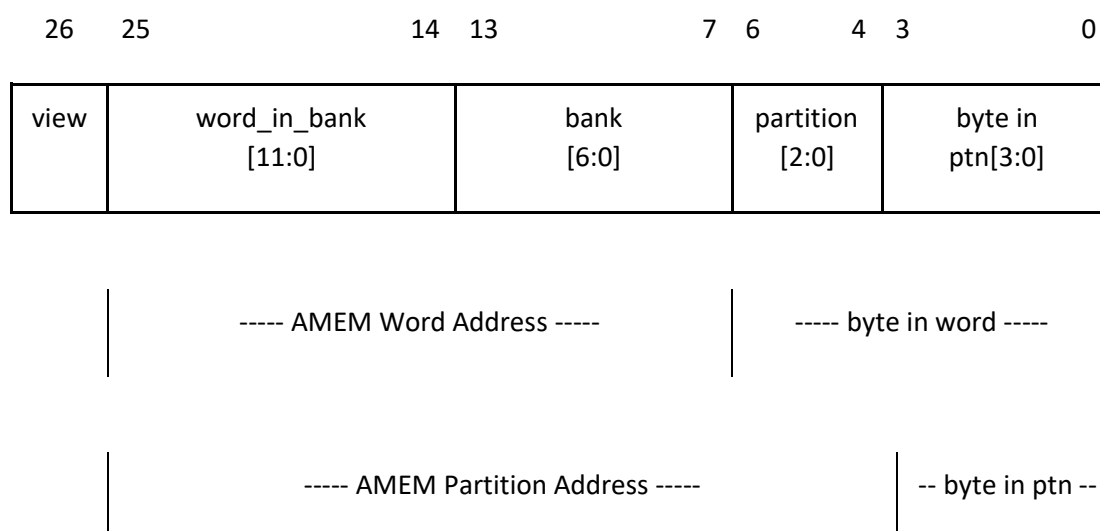 26 25 14 13 7 6 4 3 0
view word_in_bank bank partition byte in
[11:0] [6:0] [2:0] ptn[3:0]
----- AMEM Word Address ----- ----- byte in word -----
----- AMEM Partition Address ----- -- byte in ptn --